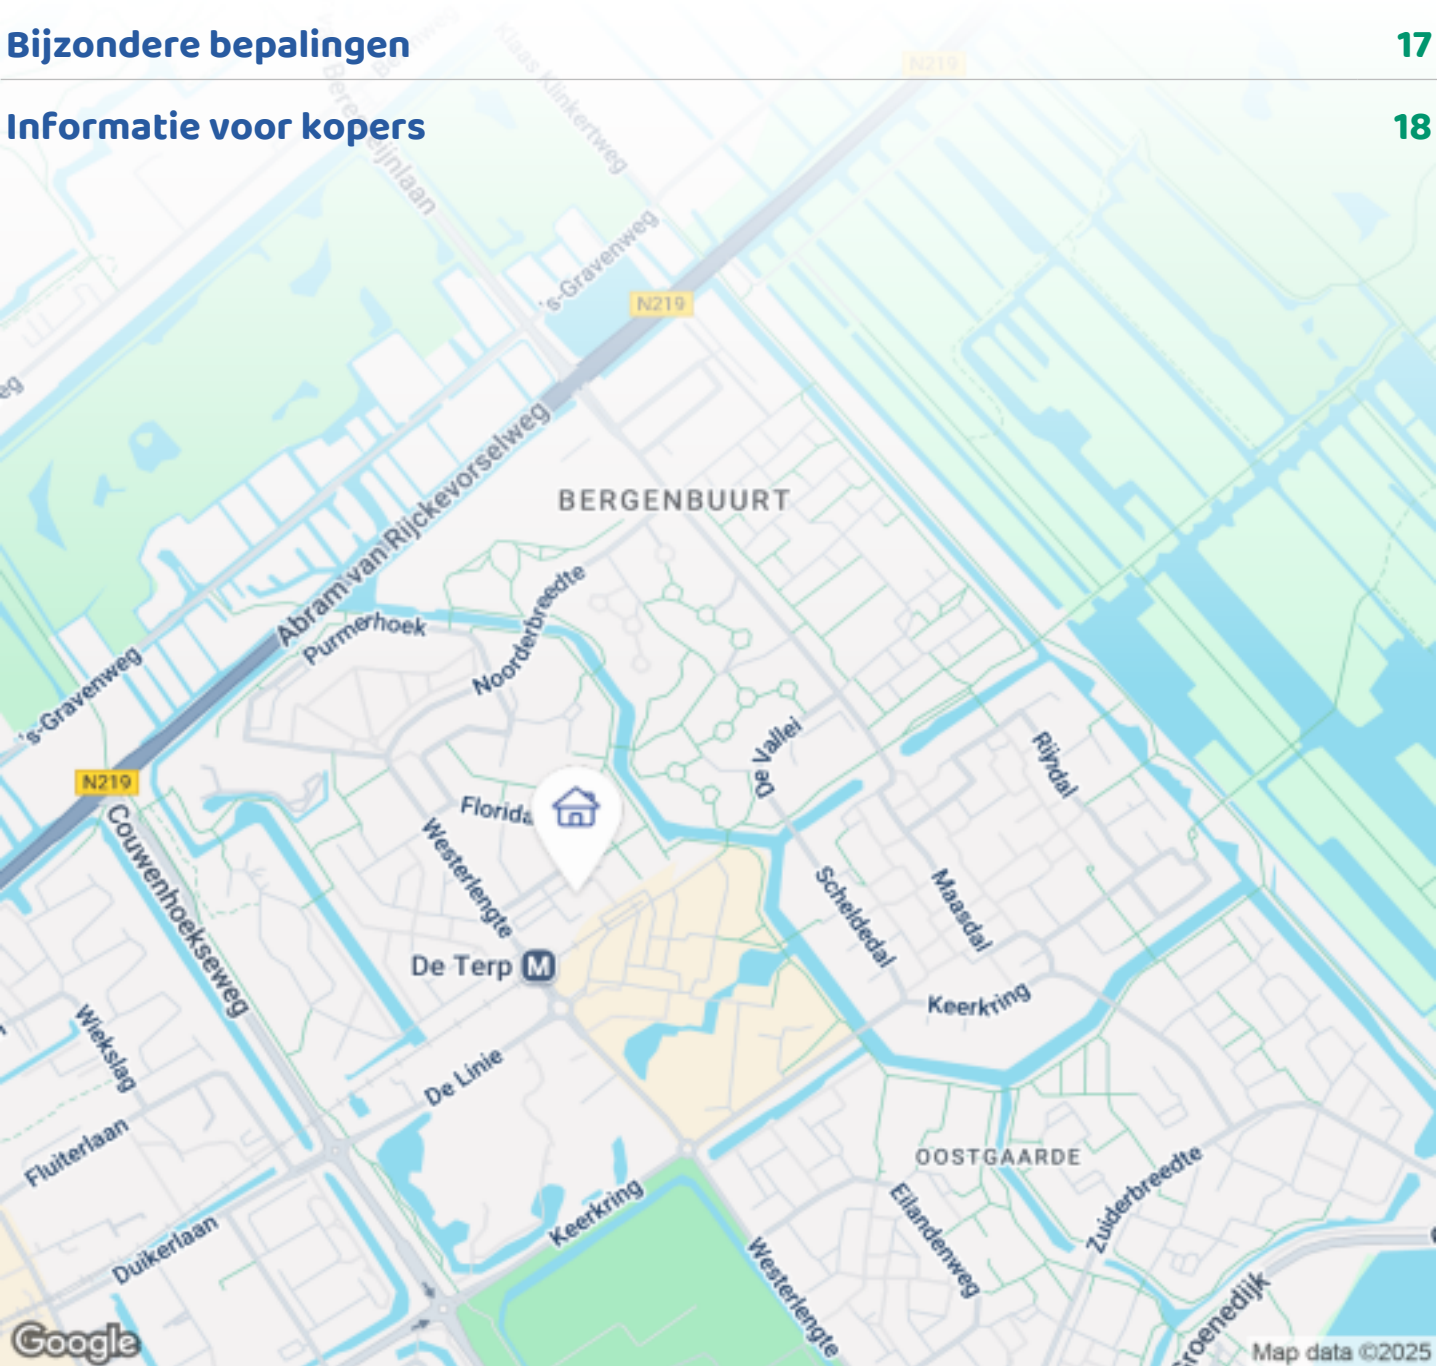 Bijzondere bepalingen 17
Informatie voor kopers 18
Klaas Klinkertweg
N219
's-Gravenweg
N219
Abram van Rijckevorselweg
BERGENBUURT
Purmerhoek
Noorderbreedte
's-Gravenweg
N219
De Vallei
Rijndal
Florida
Westerlengte
Couwenhoekseweg
Scheldedal
Maasdal
De Terp M
Keerkring
Wiekslag
De Linie
Fluiterlaan
OOSTGAARDE
Zuiderbreedte
Eilandenweg
Keerkring
Duikerlaan
Westerlengte
Groenedijk
Google
Map data ©2025